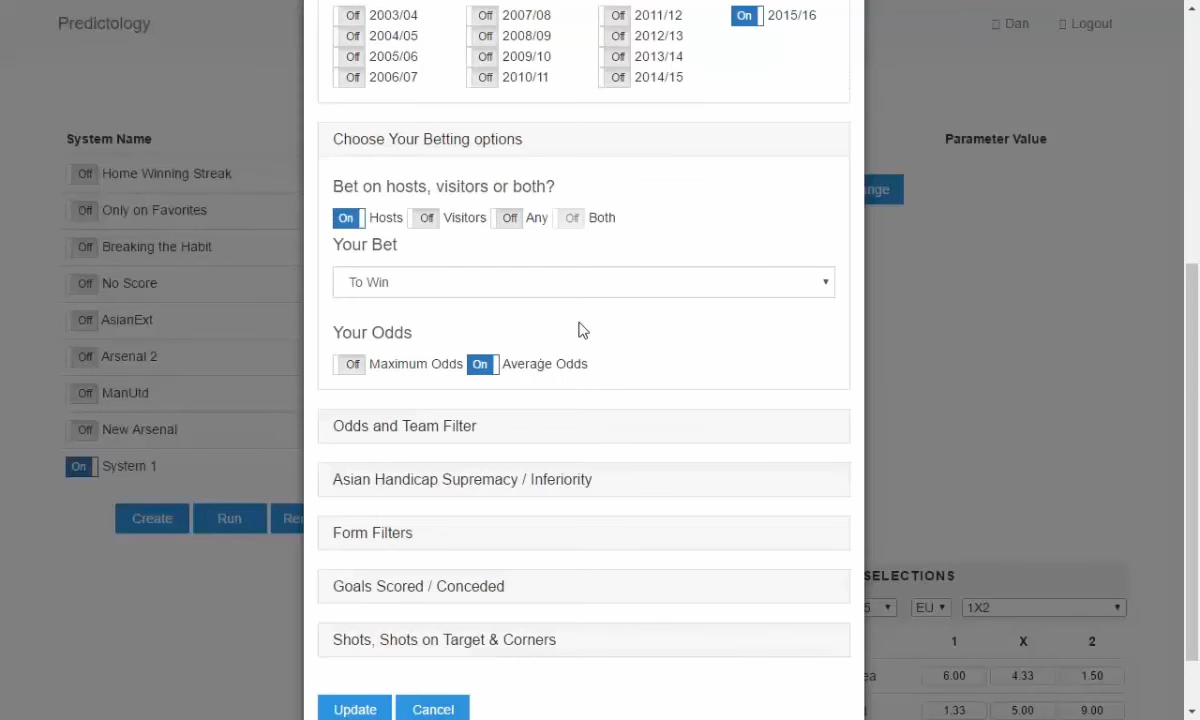 Off 2003/04 Off 2007/08 Off 2011/12 On 2015/16
Predictology Dan Logout
Off 2004/05 Off 2008/09 Off 2012/13
Off 2005/06 Off 2009/10 Off 2013/14
Off 2006/07 Off 2010/11 Off 2014/15
System Name
Off Home Winning Streak
Off Only on Favorites
Off Breaking the Habit
Off No Score
Off AsianExt
Off Arsenal 2
Off ManUtd
Off New Arsenal
On System 1
Create Run Re
Choose Your Betting options
Bet on hosts, visitors or both?
On Hosts Off Visitors Off Any Off Both
Your Bet
To Win
Your Odds
Off Maximum Odds On Average Odds
Odds and Team Filter
Asian Handicap Supremacy / Inferiority
Form Filters
Goals Scored / Conceded
Shots, Shots on Target & Corners
Update Cancel
Parameter Value
nge
SELECTIONS
5 EU 1X2
1 X 2
ea 6.00 4.33 1.50
1.33 5.00 9.00